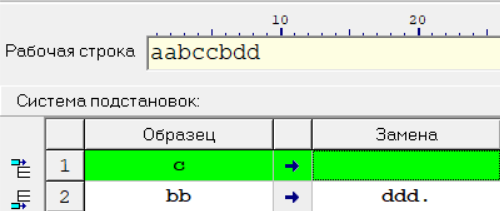 10 20
Рабочая строка aabccbdd
Система подстановок:
Образец Замена
1 c →
2 bb → ddd.